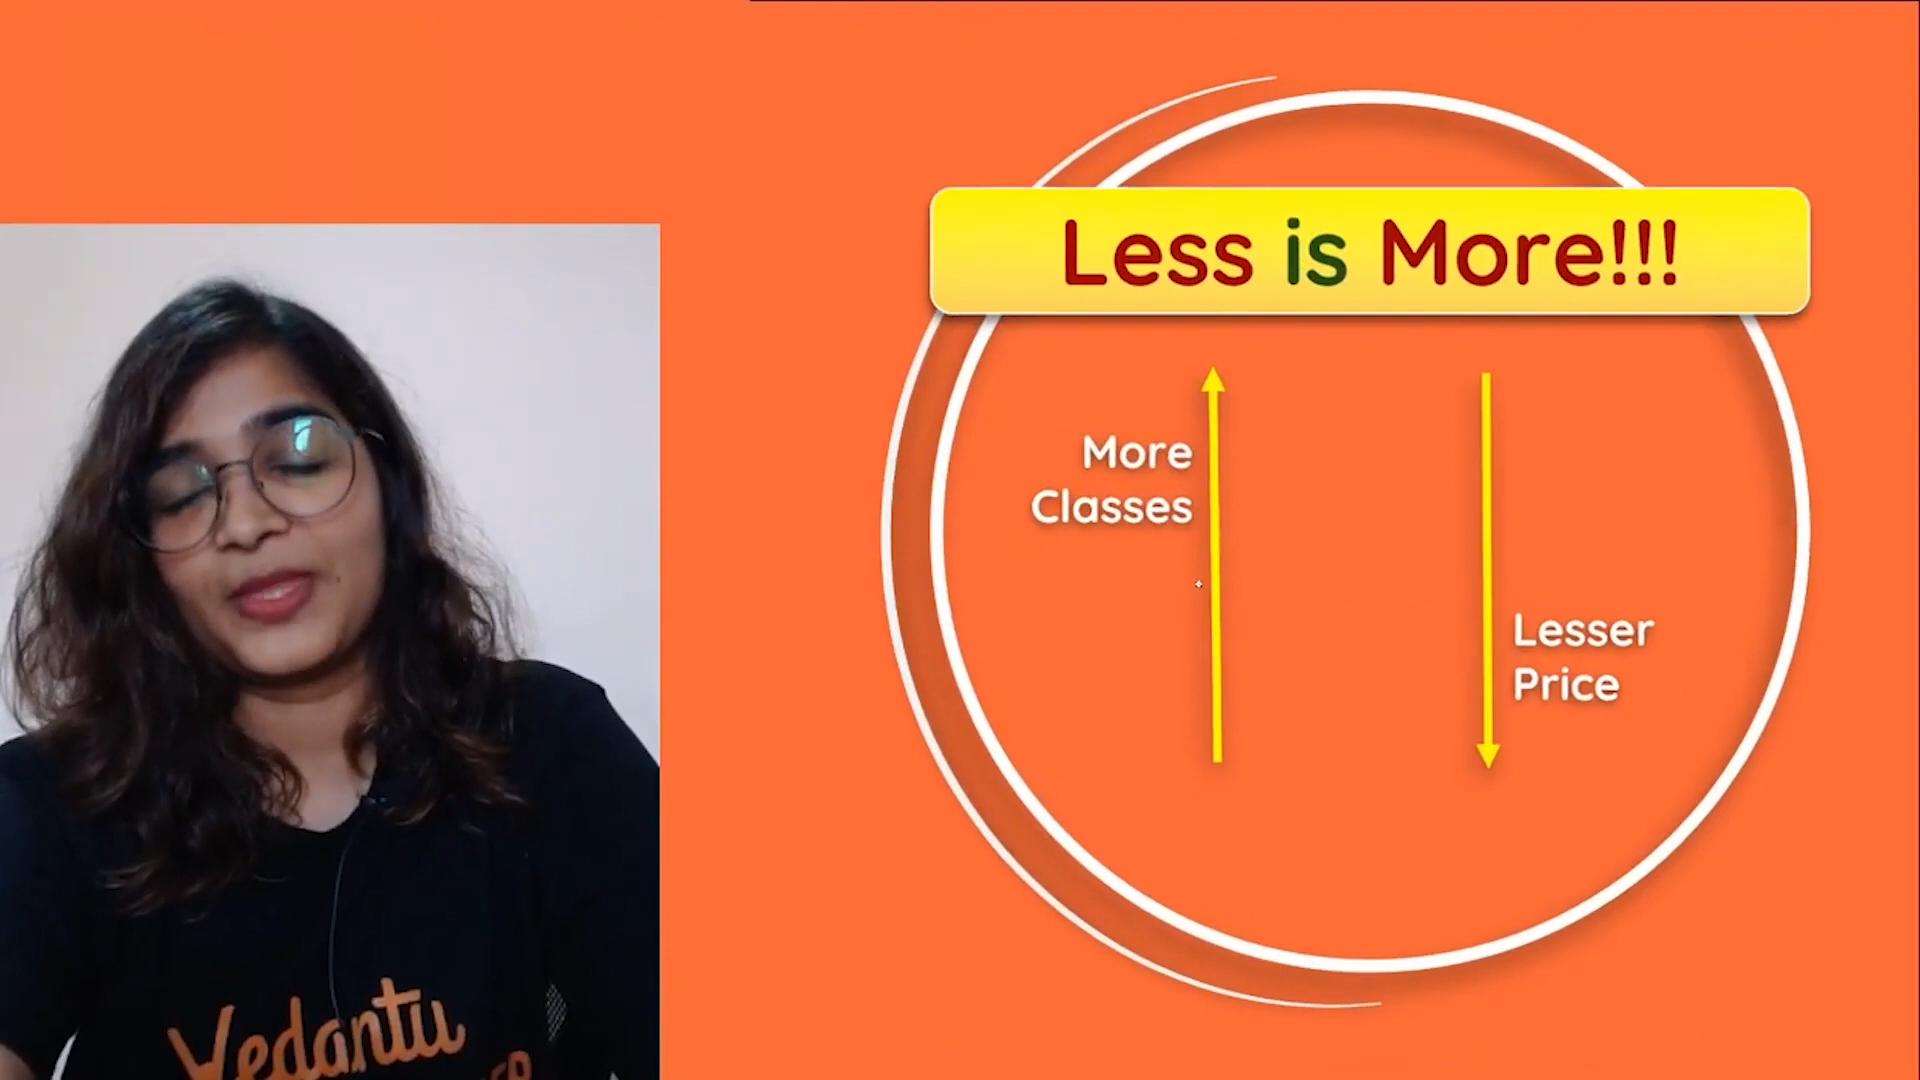 Less is More!!!
More
Classes
Lesser
Price
Vedantu